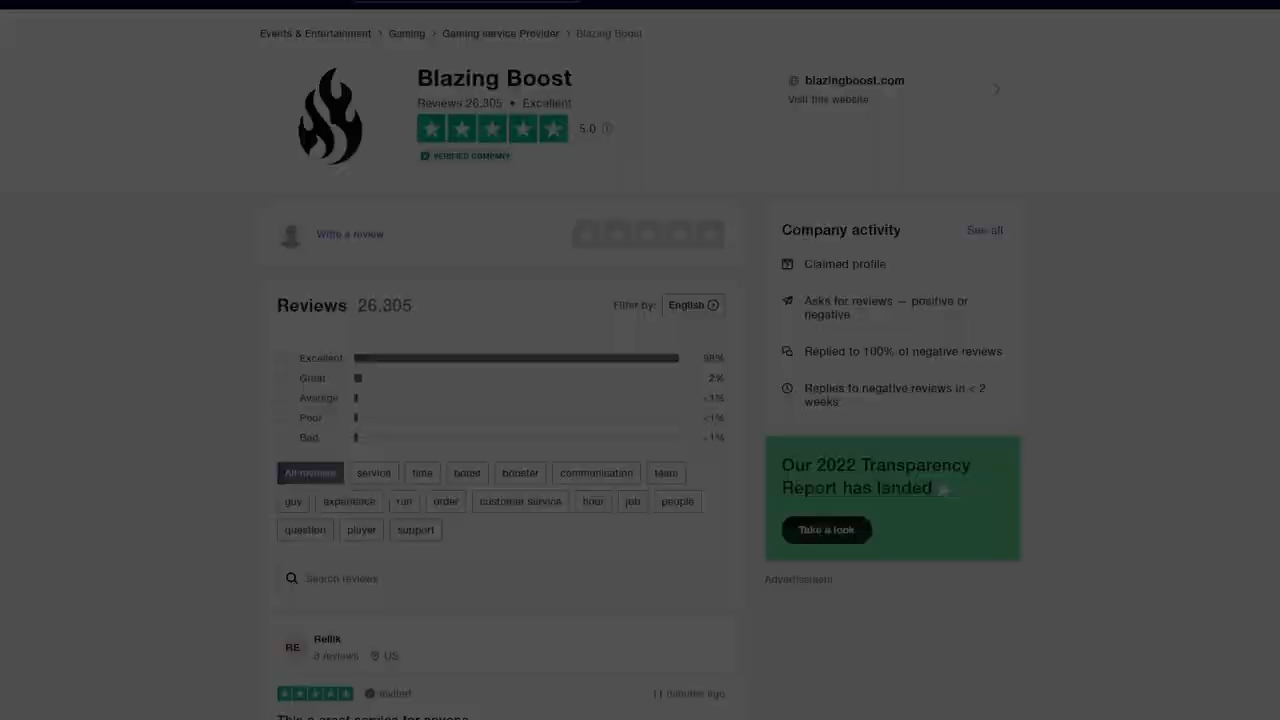 Events & Entertainment > Gaming > Gaming service Provider > Blazing Boost
Blazing Boost
Reviews 26,305 • Excellent
5.0
VERIFIED COMPANY
blazingboost.com
Visit this website
Write a review
Reviews 26,305
Filter by: English
Excellent 98%
Great 2%
Average <1%
Poor <1%
Bad <1%
All reviews service time boost booster communication team
guy experience run order customer service hour job people
question player support
Search reviews
RE
Rellik
3 reviews US
Invited
11 minutes ago
This a great service for anyone
Company activity See all
Claimed profile
Asks for reviews — positive or
negative
Replied to 100% of negative reviews
Replies to negative reviews in < 2
weeks
Our 2022 Transparency
Report has landed
Take a look
Advertisement